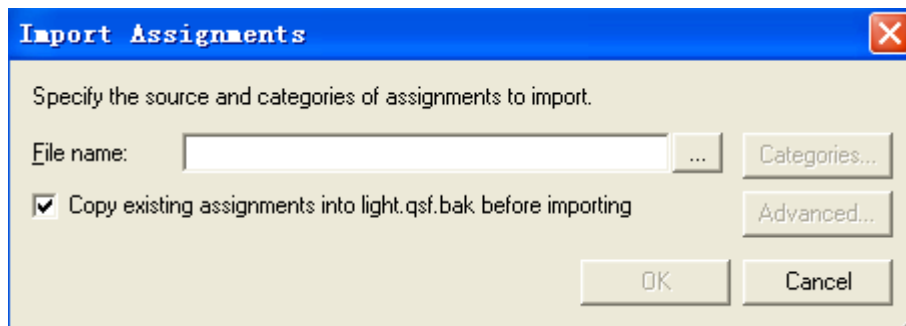 Import Assignments
Specify the source and categories of assignments to import.
File name:
...
Categories...
Copy existing assignments into light.qsf.bak before importing
Advanced...
OK
Cancel